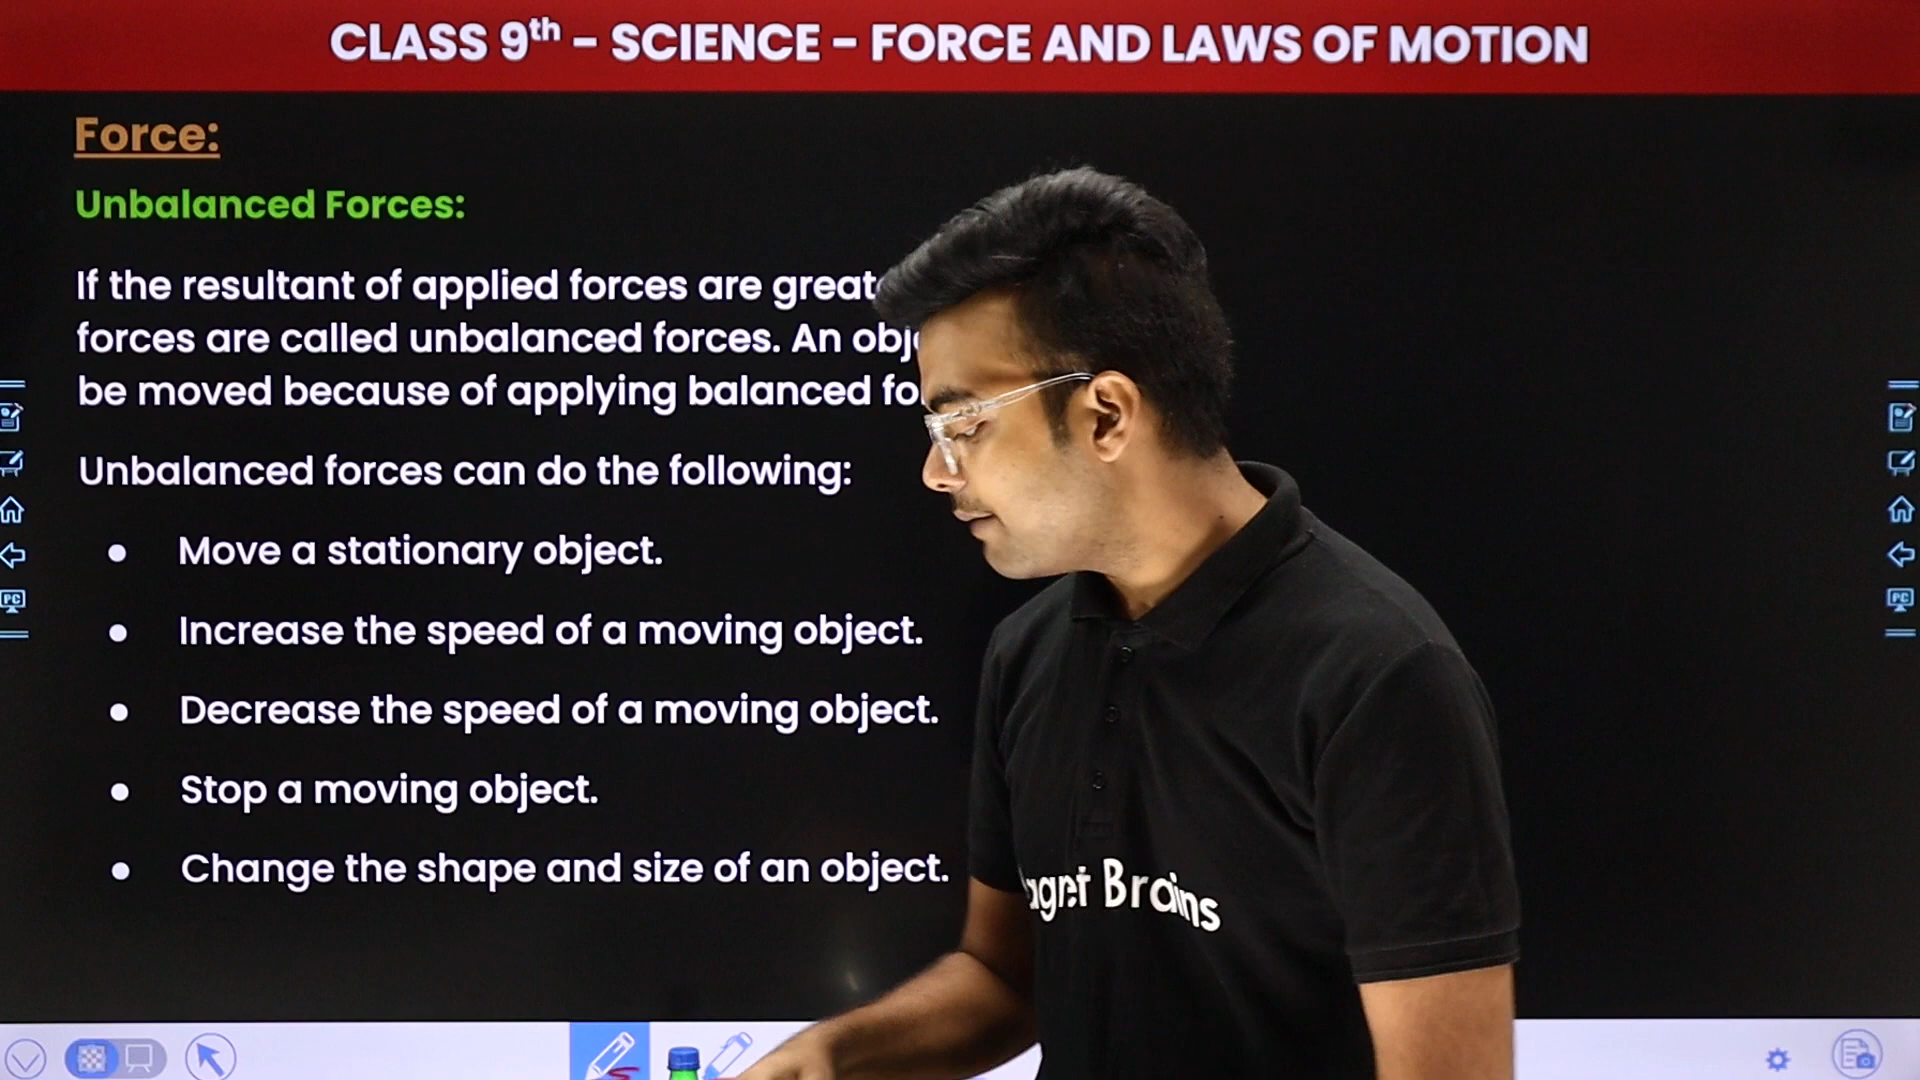 CLASS 9th - SCIENCE - FORCE AND LAWS OF MOTION
Force:
Unbalanced Forces:
If the resultant of applied forces are
forces are called unbalanced forces. An
be moved because of applying balanced
Unbalanced forces can do the following:
● Move a stationary object.
● Increase the speed of a moving object.
● Decrease the speed of a moving object.
● Stop a moving object.
● Change the shape and size of an object.
Brains
PC
PC